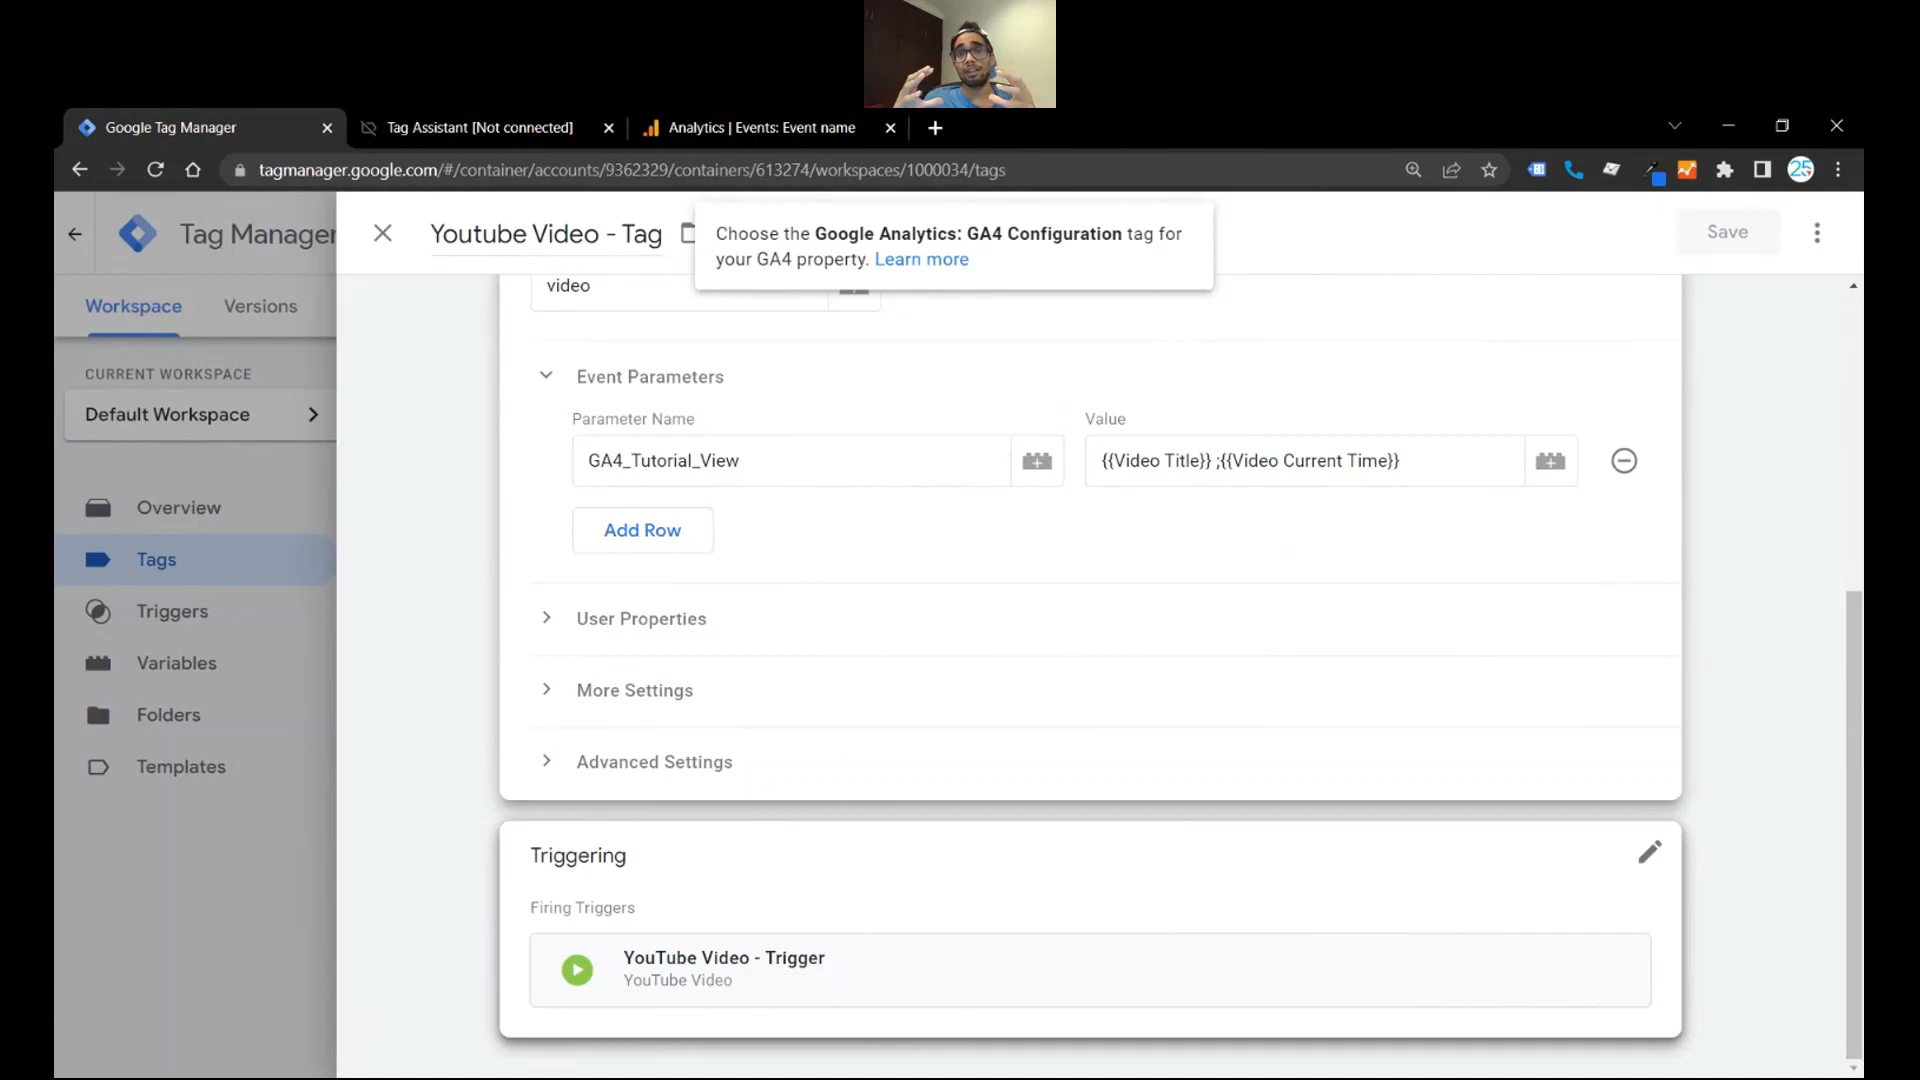 Google Tag Manager
Tag Assistant [Not connected]
Analytics | Events: Event name
tagmanager.google.com/#/container/accounts/9362329/containers/613274/workspaces/1000034/tags
25
Tag Manager
Youtube Video - Tag
Choose the Google Analytics: GA4 Configuration tag for
your GA4 property. Learn more
Save
Workspace
Versions
CURRENT WORKSPACE
Default Workspace
Overview
Tags
Triggers
Variables
Folders
Templates
video
Event Parameters
Parameter Name
Value
GA4_Tutorial_View
{{Video Title}} ;{{Video Current Time}}
Add Row
User Properties
More Settings
Advanced Settings
Triggering
Firing Triggers
YouTube Video - Trigger
YouTube Video